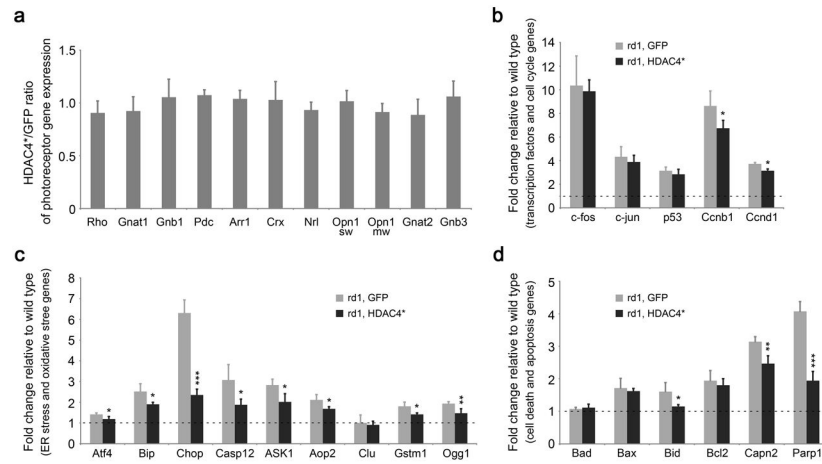 a
HDAC4*/GFP ratio
of photoreceptor gene expression
1.5
1.0
0.5
0
Rho Gnat1 Gnb1 Pdc Arr1 Crx Nrl Opn1 sw Opn1 mw Gnat2 Gnb3
b
Fold change relative to wild type
(transcription factors and cell cycle genes)
14
12
10
8
6
4
2
0
rd1, GFP
rd1, HDAC4*
* *
c-fos c-jun p53 Ccnb1 Ccnd1
c
Fold change relative to wild type
(ER stress and oxidative stree genes)
8
7
6
5
4
3
2
1
0
rd1, GFP
rd1, HDAC4*
* * *** * * * * **
Atf4 Bip Chop Casp12 ASK1 Aop2 Clu Gstm1 Ogg1
d
Fold change relative to wild type
(cell death and apoptosis genes)
5
4
3
2
1
0
rd1, GFP
rd1, HDAC4*
* ** ***
Bad Bax Bid Bcl2 Capn2 Parp1